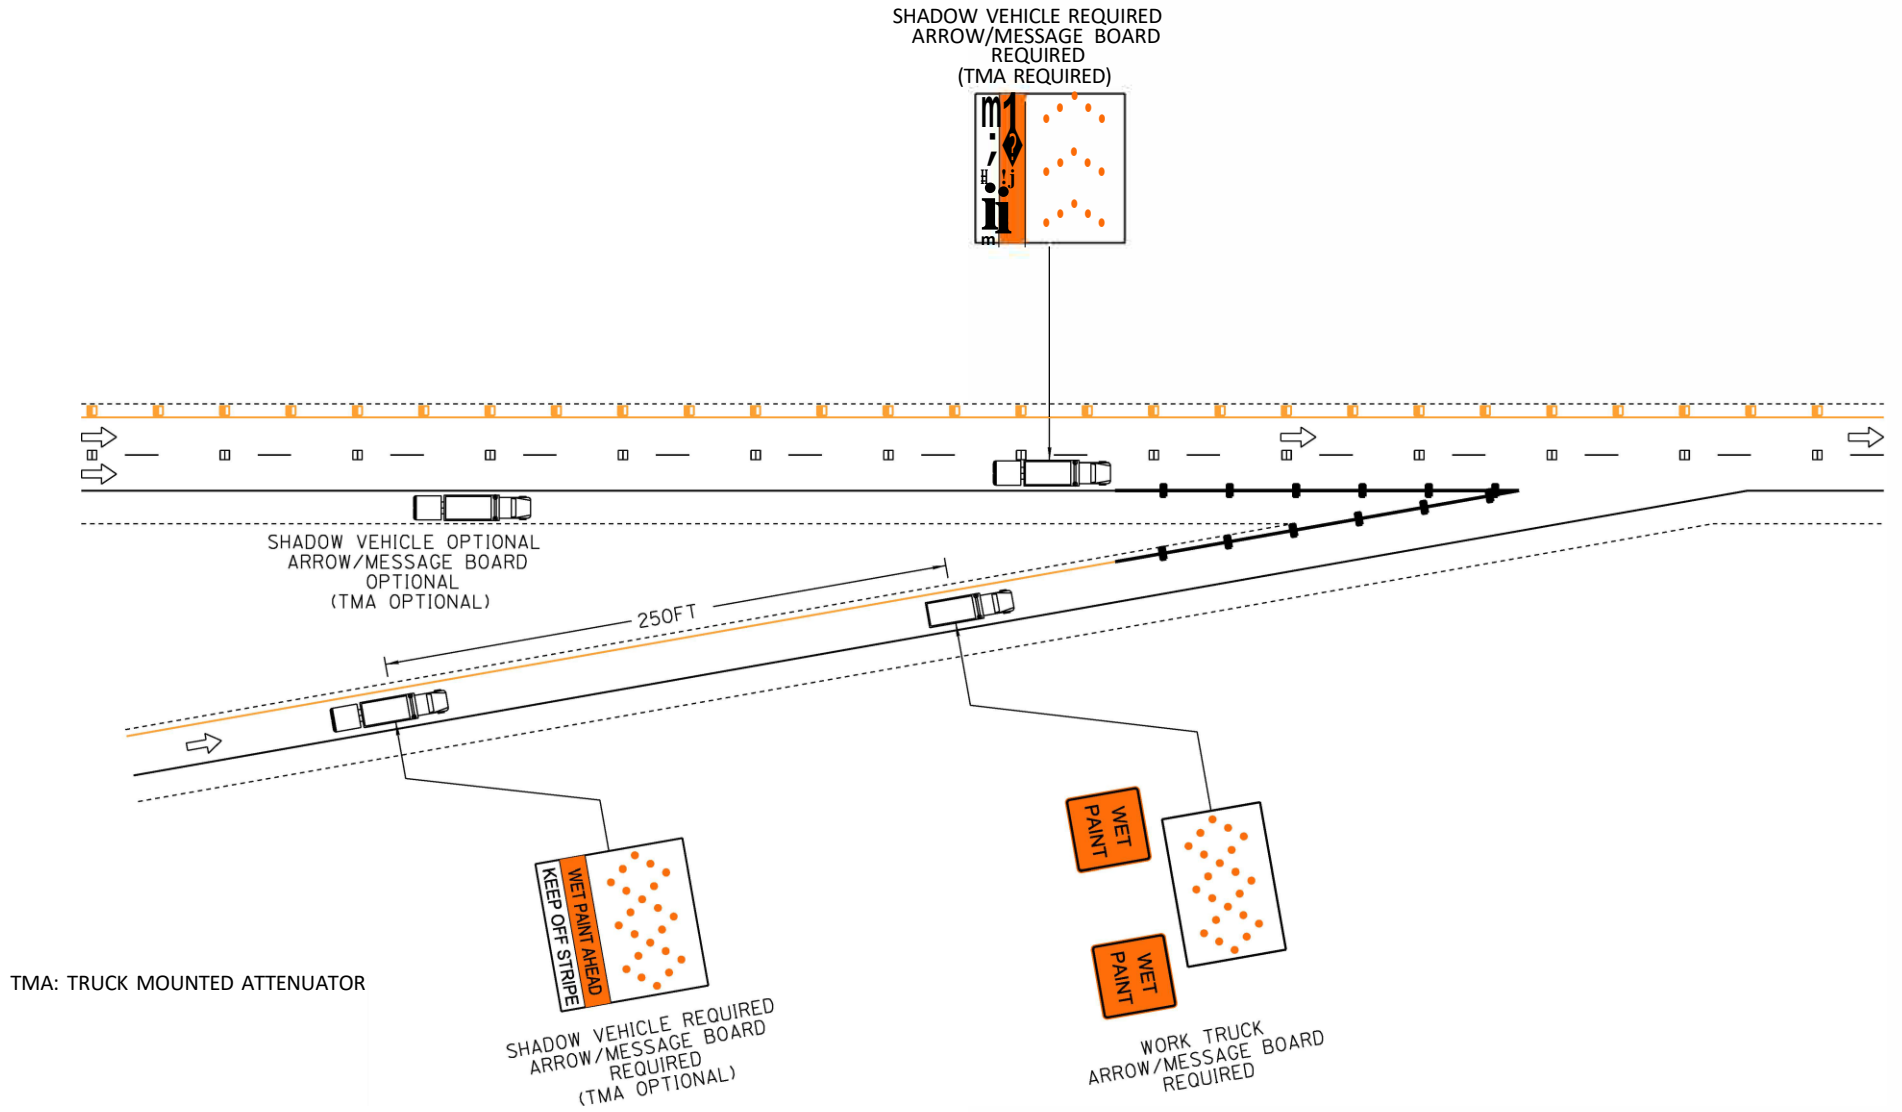 SHADOW VEHICLE REQUIRED
ARROW/MESSAGE BOARD
REQUIRED
(TMA REQUIRED)
SHADOW VEHICLE OPTIONAL
ARROW/MESSAGE BOARD
OPTIONAL
(TMA OPTIONAL)
250FT
WET
PAINT
WET PAINT AHEAD
KEEP OFF STRIPE
WET
PAINT
TMA: TRUCK MOUNTED ATTENUATOR
SHADOW VEHICLE REQUIRED
ARROW/MESSAGE BOARD
REQUIRED
(TMA OPTIONAL)
WORK TRUCK
ARROW/MESSAGE BOARD
REQUIRED